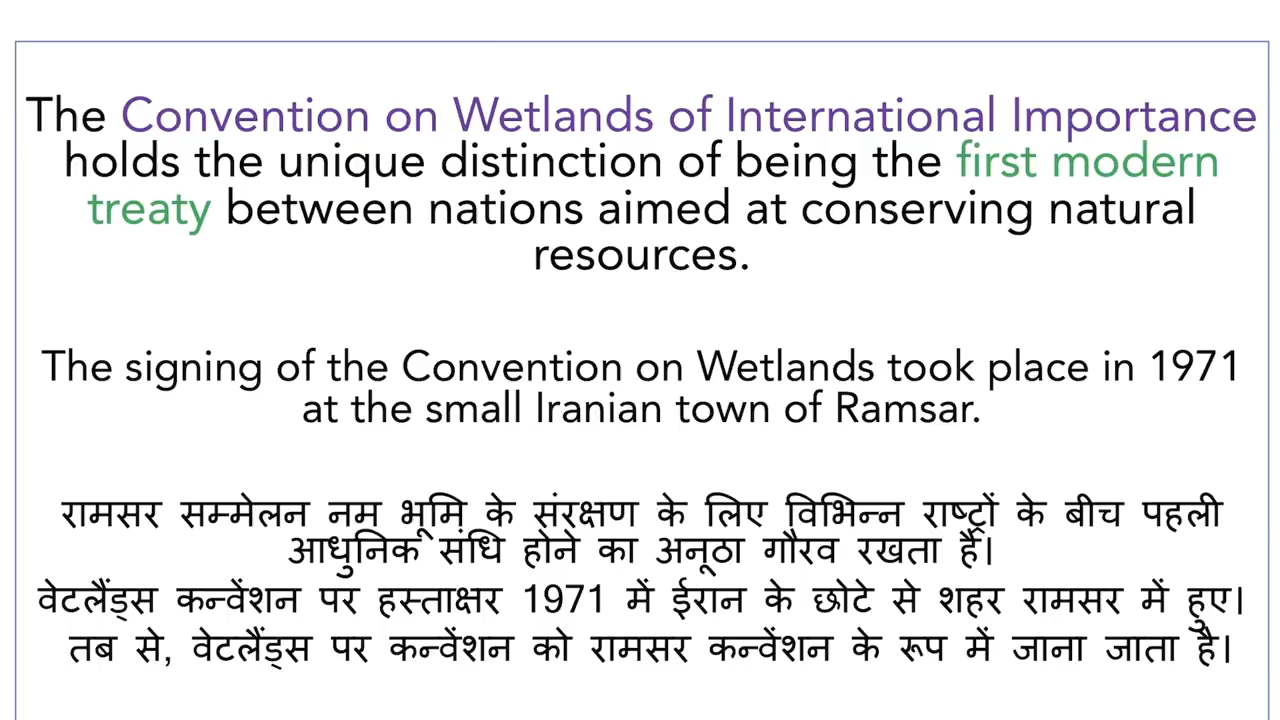 The Convention on Wetlands of International Importance
holds the unique distinction of being the first modern
treaty between nations aimed at conserving natural
resources.
The signing of the Convention on Wetlands took place in 1971
at the small Iranian town of Ramsar.
रामसर सम्मेलन नम भूमि के संरक्षण के लिए विभिन्न राष्ट्रों के बीच पहली
आधुनिक संधि होने का अनूठा गौरव रखता है।
वेटलैंड्स कन्वेंशन पर हस्ताक्षर 1971 में ईरान के छोटे से शहर रामसर में हुए।
तब से, वेटलैंड्स पर कन्वेंशन को रामसर कन्वेंशन के रूप में जाना जाता है।